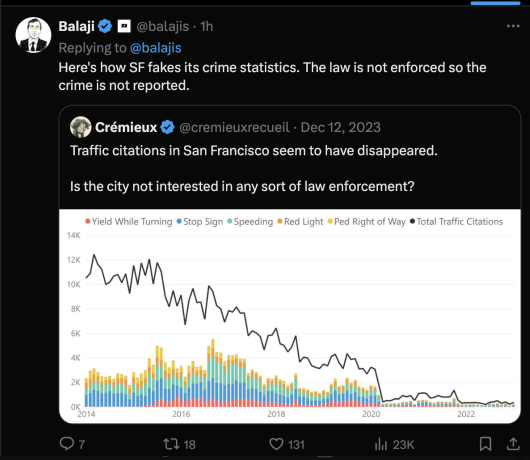 Balaji @balajis · 1h
Replying to @balajis
Here's how SF fakes its crime statistics. The law is not enforced so the
crime is not reported.
Crémieux @cremieuxrecueil · Dec 12, 2023
Traffic citations in San Francisco seem to have disappeared.
Is the city not interested in any sort of law enforcement?
Yield While Turning Stop Sign Speeding Red Light Ped Right of Way Total Traffic Citations
14K
12K
10K
8K
6K
4K
2K
0K
2014 2016 2018 2020 2022
7 18 131 23K